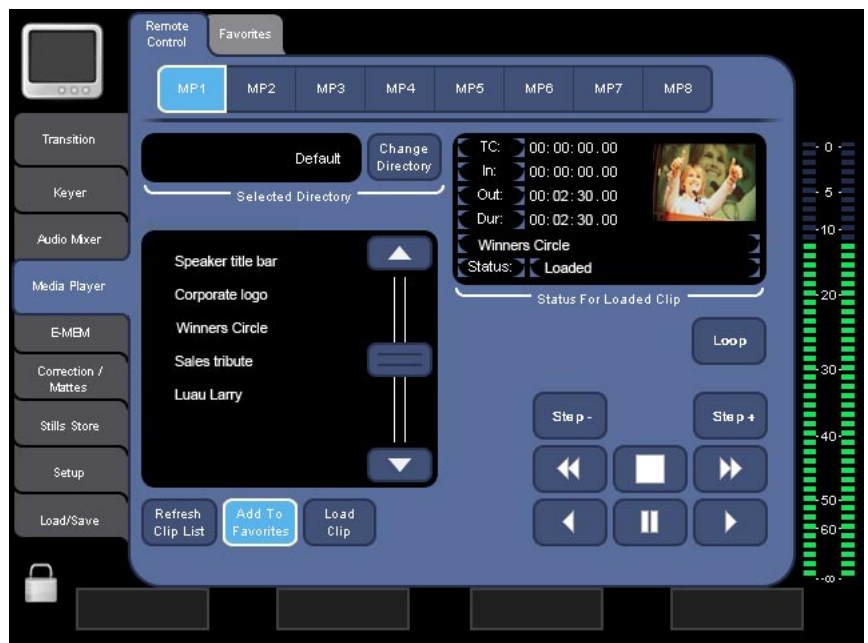 Remote
Control
Favorites
MP1 MP2 MP3 MP4 MP5 MP6 MP7 MP8
Transition
Keyer
Audio Mixer
Media Player
E-MEM
Correction /
Mattes
Stills Store
Setup
Load/Save
Default
Change
Directory
Selected Directory
Speaker title bar
Corporate logo
Winners Circle
Sales tribute
Luau Larry
Refresh
Clip List
Add To
Favorites
Load
Clip
TC: 00:00:00.00
In: 00:00:00.00
Out: 00:02:30.00
Dur: 00:02:30.00
Winners Circle
Status: Loaded
Status For Loaded Clip
Loop
Step -
Step +
- 0 -
- 5 -
-10-
-20-
-30-
-40-
-50-
-60-
-∞-